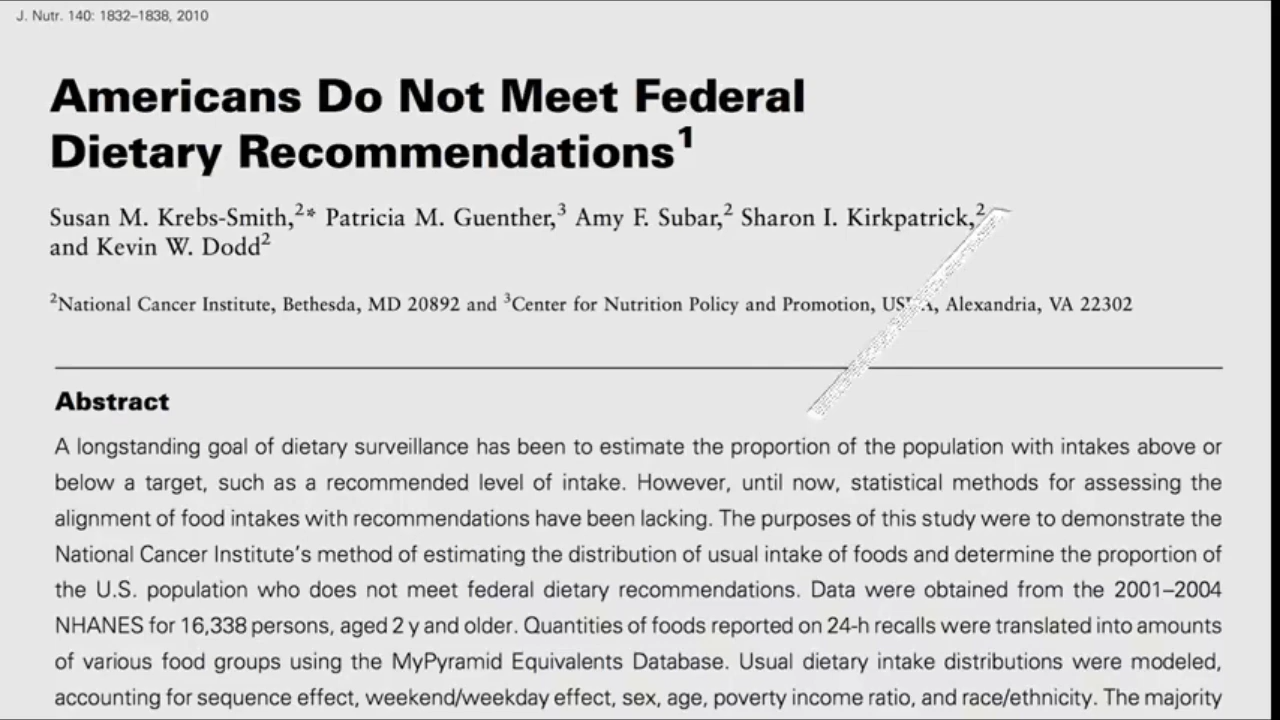 J. Nutr. 140: 1832–1838, 2010
Americans Do Not Meet Federal
Dietary Recommendations¹
Susan M. Krebs-Smith,²* Patricia M. Guenther,³ Amy F. Subar,² Sharon I. Kirkpatrick,²
and Kevin W. Dodd²
²National Cancer Institute, Bethesda, MD 20892 and ³Center for Nutrition Policy and Promotion, Alexandria, VA 22302
Abstract
A longstanding goal of dietary surveillance has been to estimate the proportion of the population with intakes above or
below a target, such as a recommended level of intake. However, until now, statistical methods for assessing the
alignment of food intakes with recommendations have been lacking. The purposes of this study were to demonstrate the
National Cancer Institute's method of estimating the distribution of usual intake of foods and determine the proportion of
the U.S. population who does not meet federal dietary recommendations. Data were obtained from the 2001–2004
NHANES for 16,338 persons, aged 2 y and older. Quantities of foods reported on 24-h recalls were translated into amounts
of various food groups using the MyPyramid Equivalents Database. Usual dietary intake distributions were modeled,
accounting for sequence effect, weekend/weekday effect, sex, age, poverty income ratio, and race/ethnicity. The majority